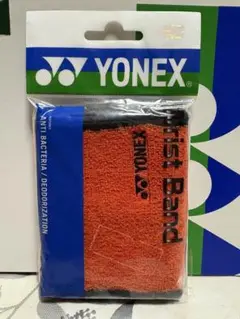 YONEX
ANTI BACTERIA / DEODORIZATION
YONEX
Wrist Band